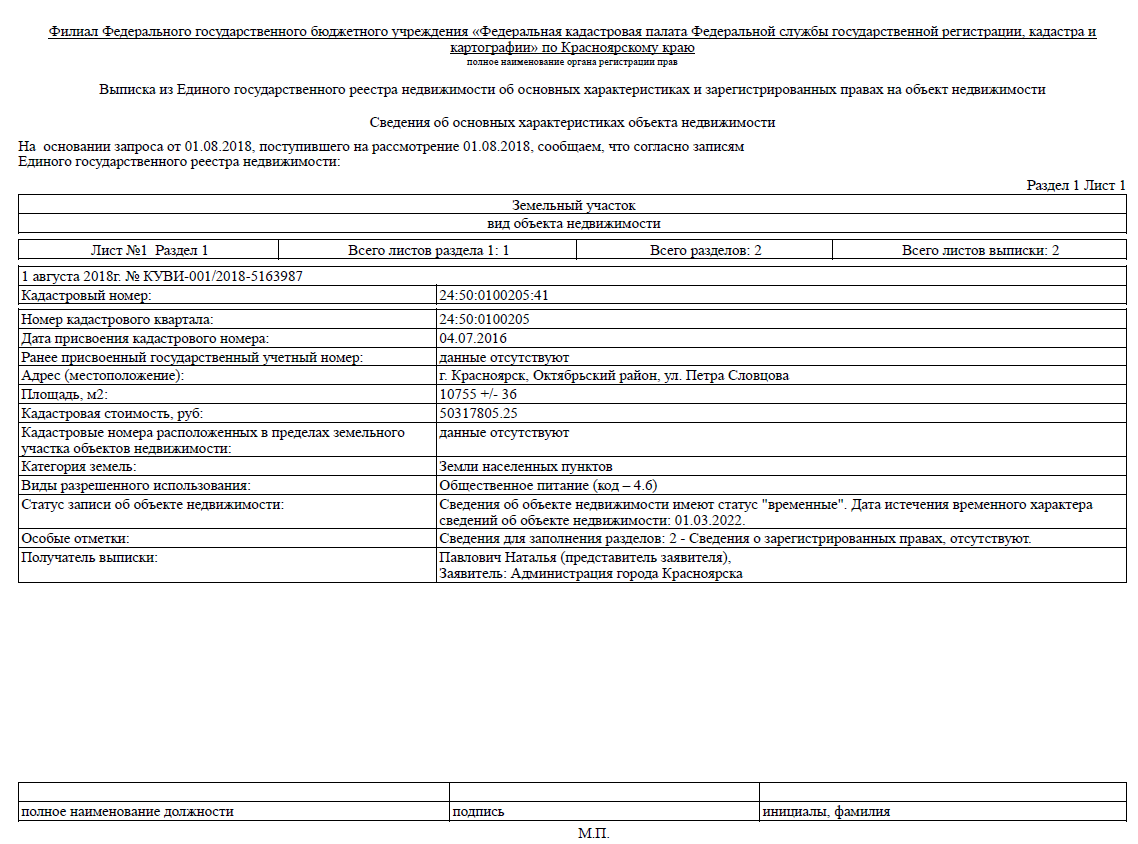 Филиал Федерального государственного бюджетного учреждения «Федеральная кадастровая палата Федеральной службы государственной регистрации, кадастра и
картографии» по Красноярскому краю
полное наименование органа регистрации прав
Выписка из Единого государственного реестра недвижимости об основных характеристиках и зарегистрированных правах на объект недвижимости
Сведения об основных характеристиках объекта недвижимости
На основании запроса от 01.08.2018, поступившего на рассмотрение 01.08.2018, сообщаем, что согласно записям
Единого государственного реестра недвижимости:
Раздел 1 Лист 1
Земельный участок
вид объекта недвижимости
Лист №1 Раздел 1 Всего листов раздела 1: 1 Всего разделов: 2 Всего листов выписки: 2
1 августа 2018г. № КУВИ-001/2018-5163987
Кадастровый номер: 24:50:0100205:41
Номер кадастрового квартала: 24:50:0100205
Дата присвоения кадастрового номера: 04.07.2016
Ранее присвоенный государственный учетный номер: данные отсутствуют
Адрес (местоположение): г. Красноярск, Октябрьский район, ул. Петра Словцова
Площадь, м2: 10755 +/- 36
Кадастровая стоимость, руб: 50317805.25
Кадастровые номера расположенных в пределах земельного данные отсутствуют
участка объектов недвижимости:
Категория земель: Земли населенных пунктов
Виды разрешенного использования: Общественное питание (код – 4.6)
Статус записи об объекте недвижимости: Сведения об объекте недвижимости имеют статус "временные". Дата истечения временного характера
сведений об объекте недвижимости: 01.03.2022.
Особые отметки: Сведения для заполнения разделов: 2 - Сведения о зарегистрированных правах, отсутствуют.
Получатель выписки: Павлович Наталья (представитель заявителя),
Заявитель: Администрация города Красноярска
полное наименование должности подпись инициалы, фамилия
М.П.